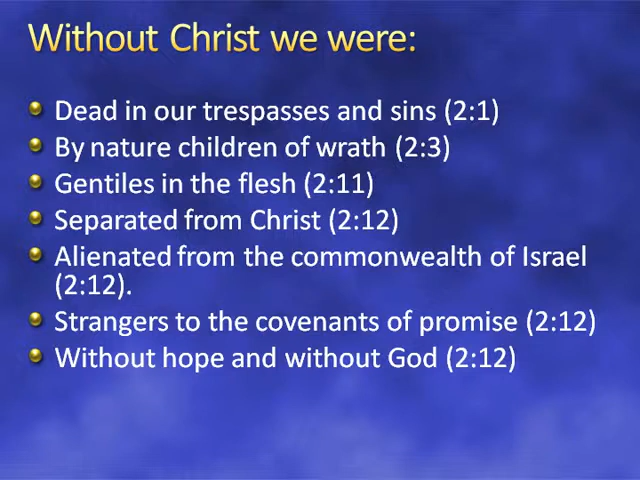 Without Christ we were:
Dead in our trespasses and sins (2:1)
By nature children of wrath (2:3)
Gentiles in the flesh (2:11)
Separated from Christ (2:12)
Alienated from the commonwealth of Israel
(2:12).
Strangers to the covenants of promise (2:12)
Without hope and without God (2:12)